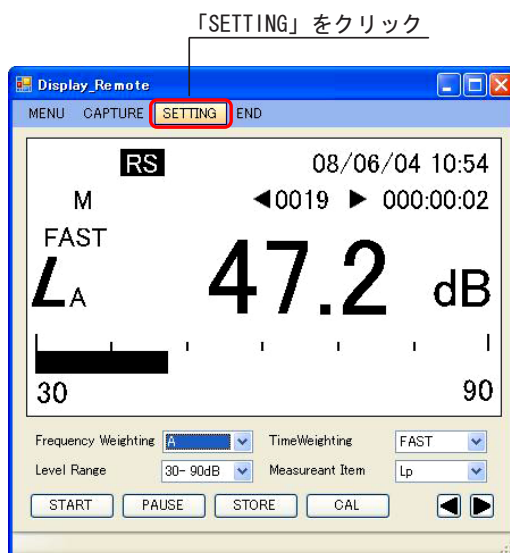 「SETTING」をクリック
Display_Remote
MENU CAPTURE SETTING END
RS 08/06/04 10:54
M ◀0019 ▶ 000:00:02
FAST
LA 47.2 dB
30 90
Frequency Weighting A TimeWeighting FAST
Level Range 30- 90dB Measureant Item Lp
START PAUSE STORE CAL ◀ ▶